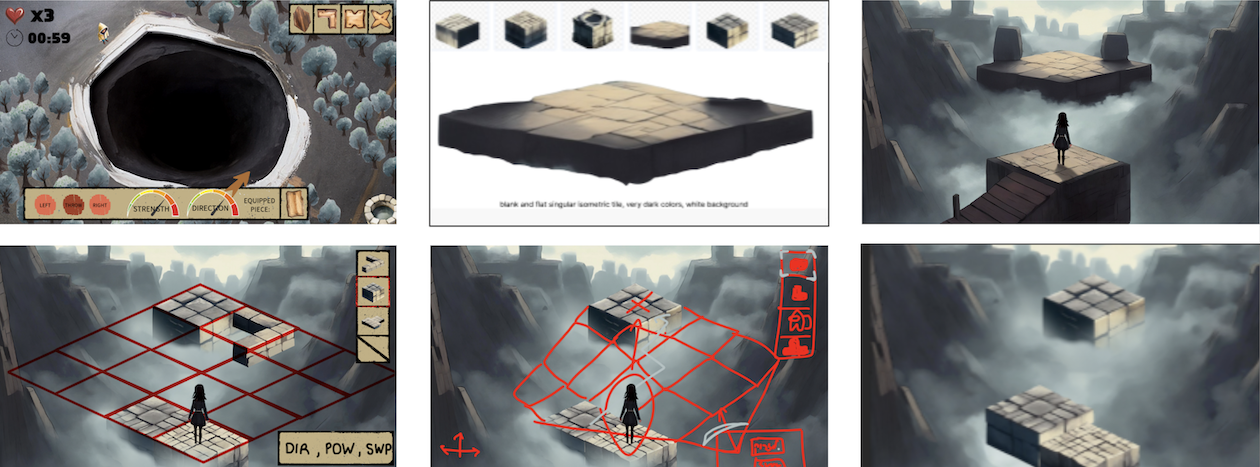 X3
00:59
LEFT
THROW
RIGHT
STRENGTH
DIRECTION
EQUIPPED
PIECE:
blank and flat singular isometric tile, very dark colors, white background
DIR, POW, SWP